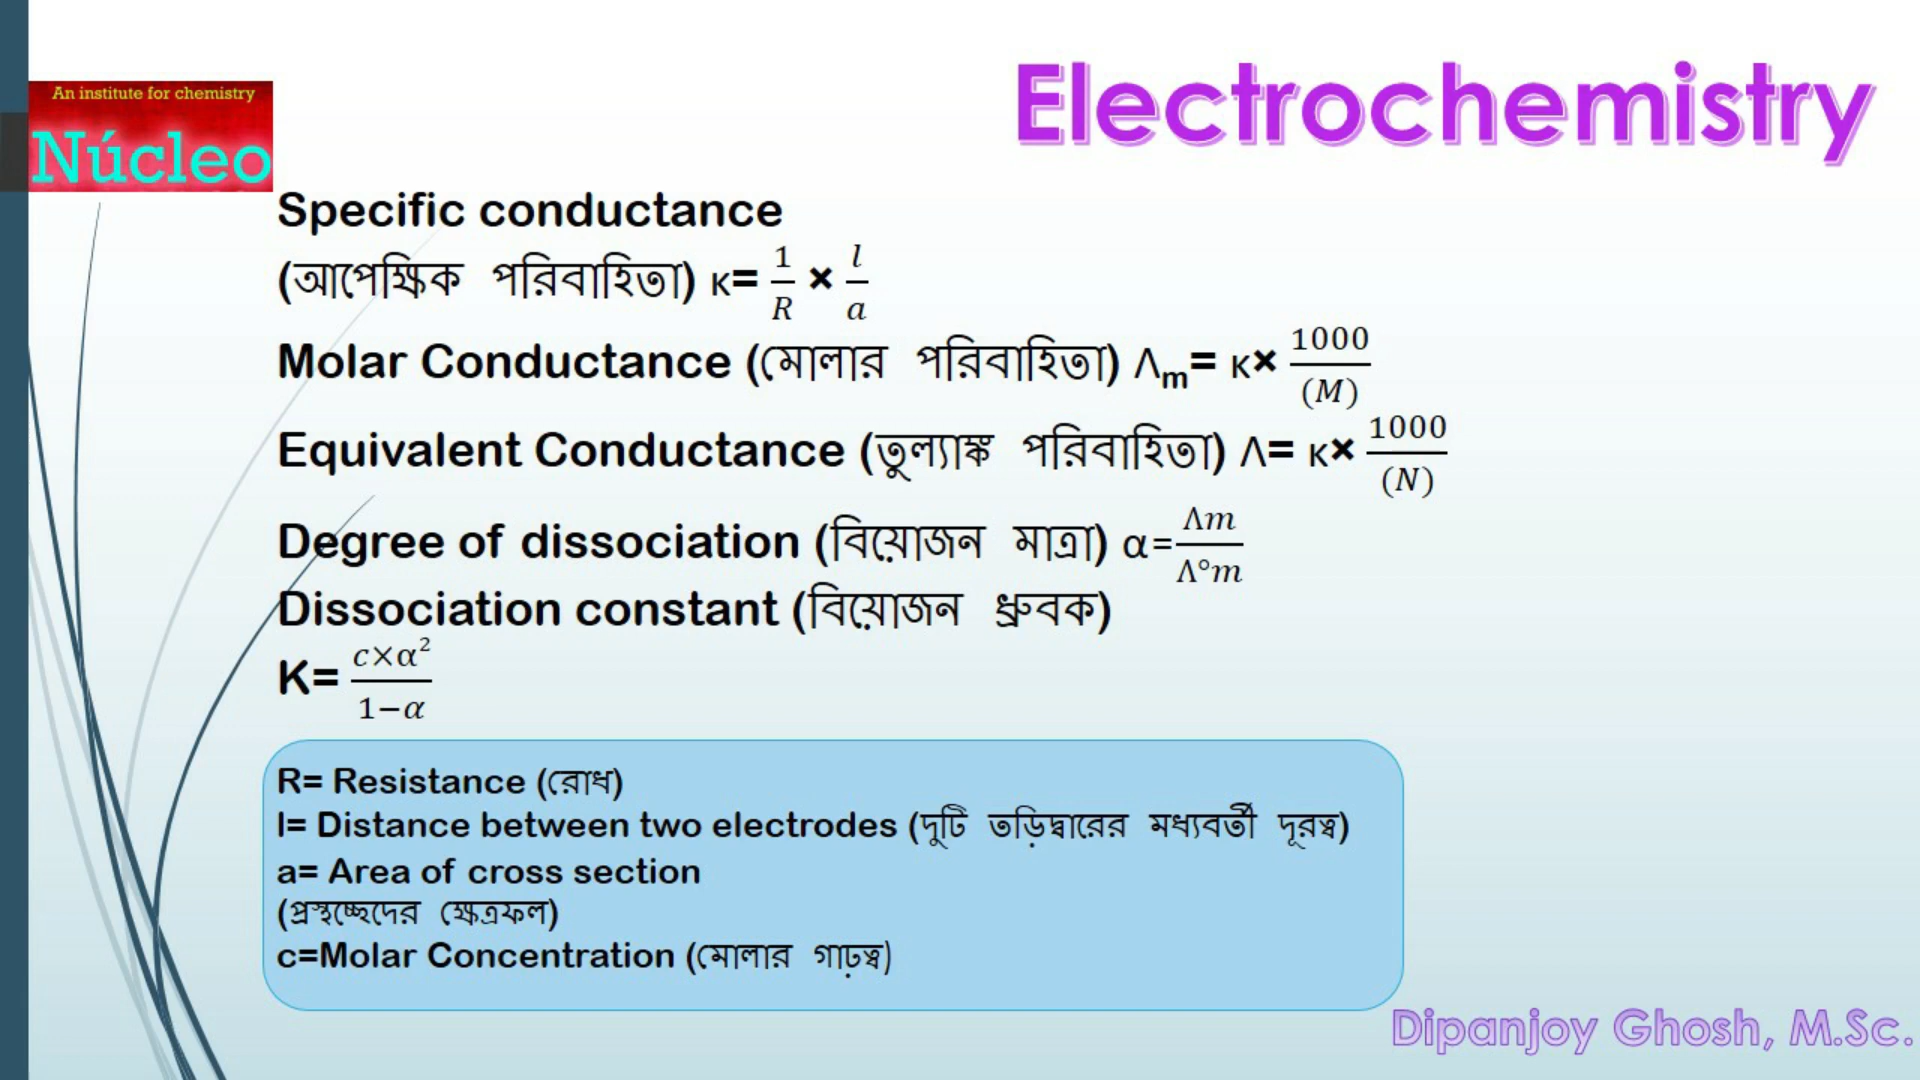 Electrochemistry
An institute for chemistry
Núcleo
Specific conductance
(আপেক্ষিক পরিবাহিতা) κ= 1/R × l/a
Molar Conductance (মোলার পরিবাহিতা) Λm= κ× 1000/(M)
Equivalent Conductance (তুল্যাঙ্ক পরিবাহিতা) Λ= κ× 1000/(N)
Degree of dissociation (বিয়োজন মাত্রা) α=Λm/Λ°m
Dissociation constant (বিয়োজন ধ্রুবক)
K= c×α²/1−α
R= Resistance (রোধ)
l= Distance between two electrodes (দুটি তড়িদ্বারের মধ্যবর্তী দূরত্ব)
a= Area of cross section
(প্রস্থচ্ছেদের ক্ষেত্রফল)
c=Molar Concentration (মোলার গাঢ়ত্ব)
Dipanjoy Ghosh, M.Sc.